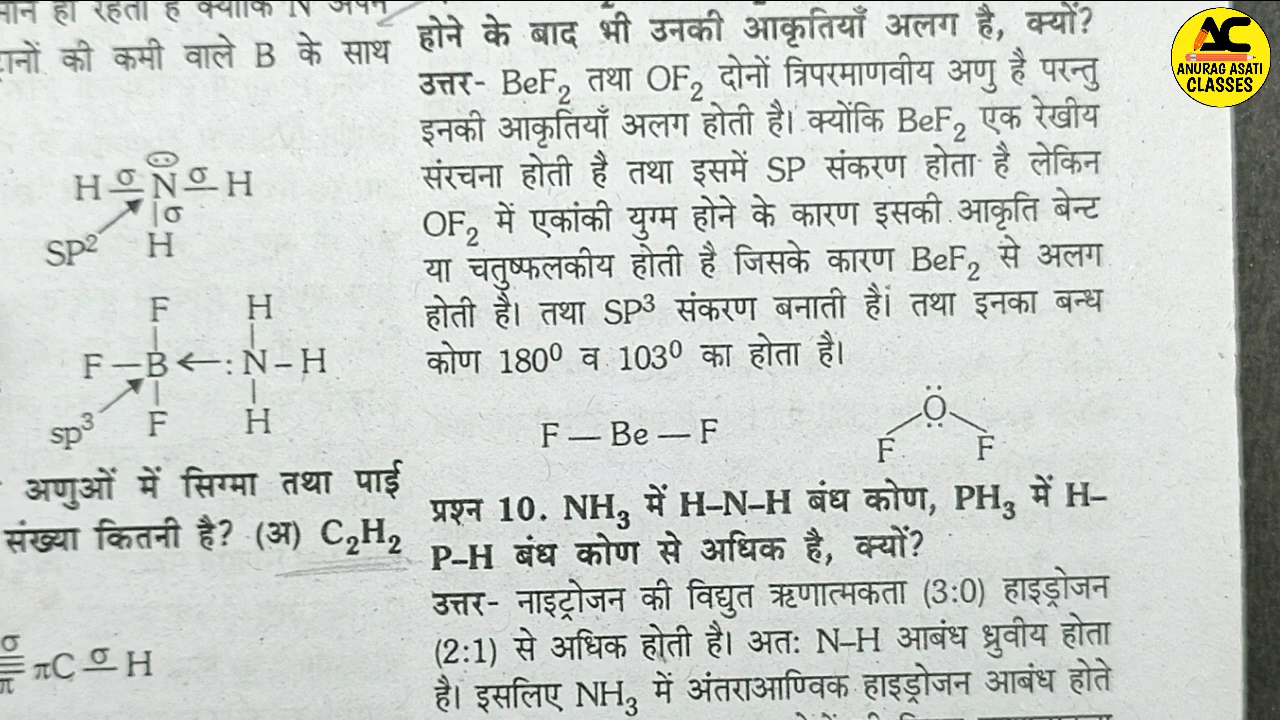 मान हो रहता है क्योंकि N अपने
की कमी वाले B के साथ
H σ N σ H
σ
SP²
H
F H
F – B ← : N – H
sp³
F H
अणुओं में सिग्मा तथा पाई
संख्या कितनी है? (अ) C₂H₂
σ
π πC σ H
होने के बाद भी उनकी आकृतियाँ अलग है, क्यों?
उत्तर- BeF₂ तथा OF₂ दोनों त्रिपरमाणवीय अणु है परन्तु
इनकी आकृतियाँ अलग होती है। क्योंकि BeF₂ एक रेखीय
संरचना होती है तथा इसमें SP संकरण होता है लेकिन
OF₂ में एकांकी युग्म होने के कारण इसकी आकृति बेन्ट
या चतुष्फलकीय होती है जिसके कारण BeF₂ से अलग
होती है। तथा SP³ संकरण बनाती है। तथा इनका बन्ध
कोण 180⁰ व 103⁰ का होता है।
F – Be – F
O
F F
प्रश्न 10. NH₃ में H–N–H बंध कोण, PH₃ में H–
P–H बंध कोण से अधिक है, क्यों?
उत्तर- नाइट्रोजन की विद्युत ऋणात्मकता (3:0) हाइड्रोजन
(2:1) से अधिक होती है। अत: N–H आबंध ध्रुवीय होता
है। इसलिए NH₃ में अंतराआण्विक हाइड्रोजन आबंध होते
AC
ANURAG ASATI
CLASSES